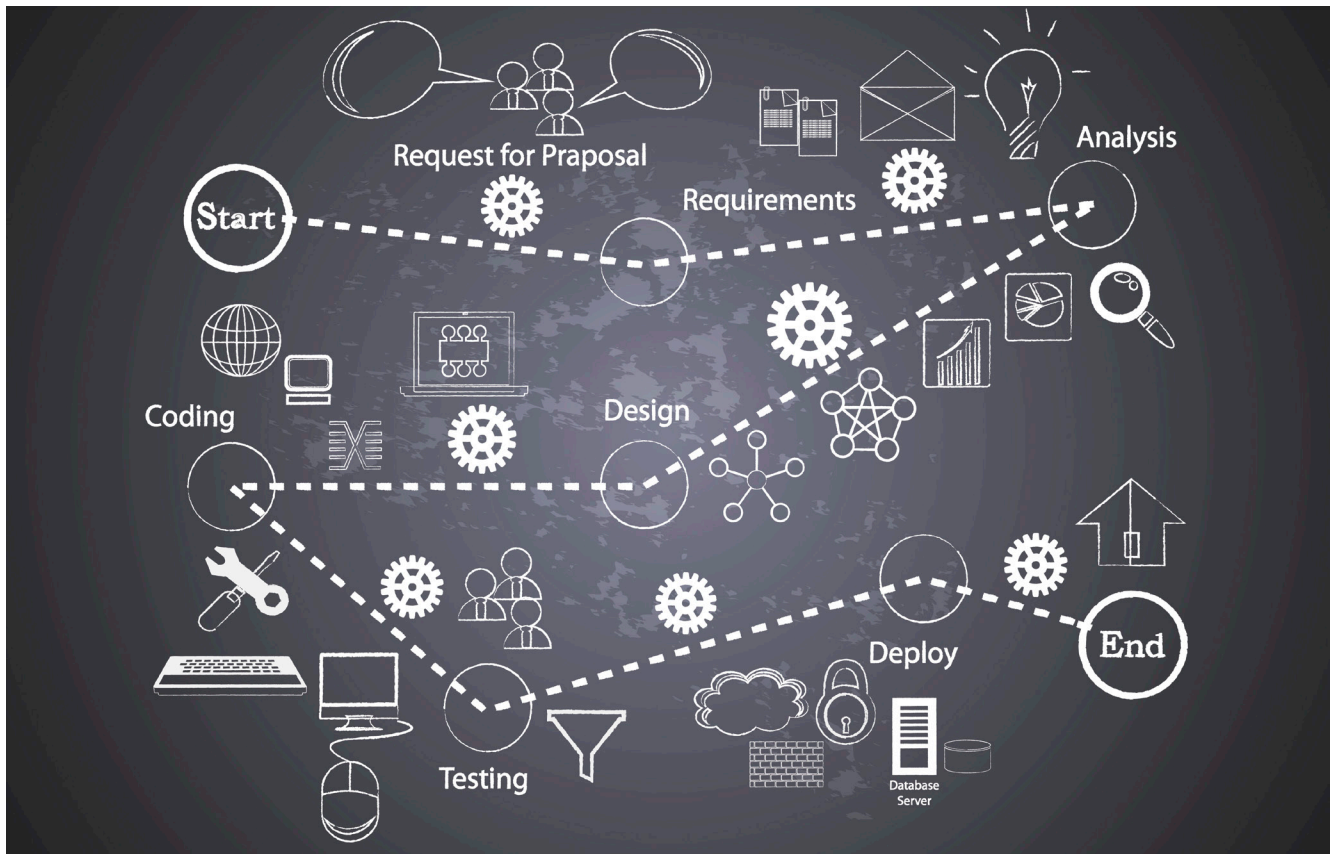 Request for Praposal
Start
Requirements
Analysis
Coding
Design
Testing
Deploy
End
Database
Server